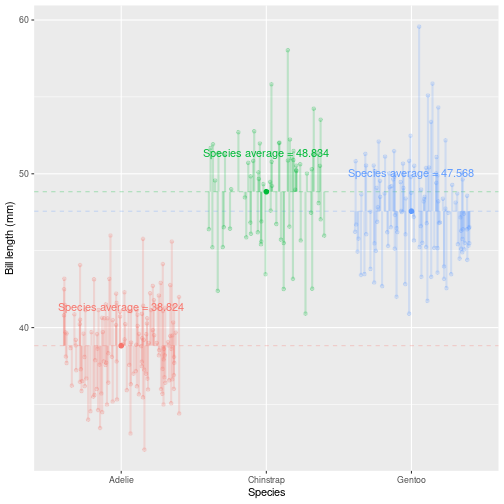 60
Species average = 48.834
50
Species average = 47.568
Bill length (mm)
Species average = 38.824
40
Adelie
Chinstrap
Gentoo
Species